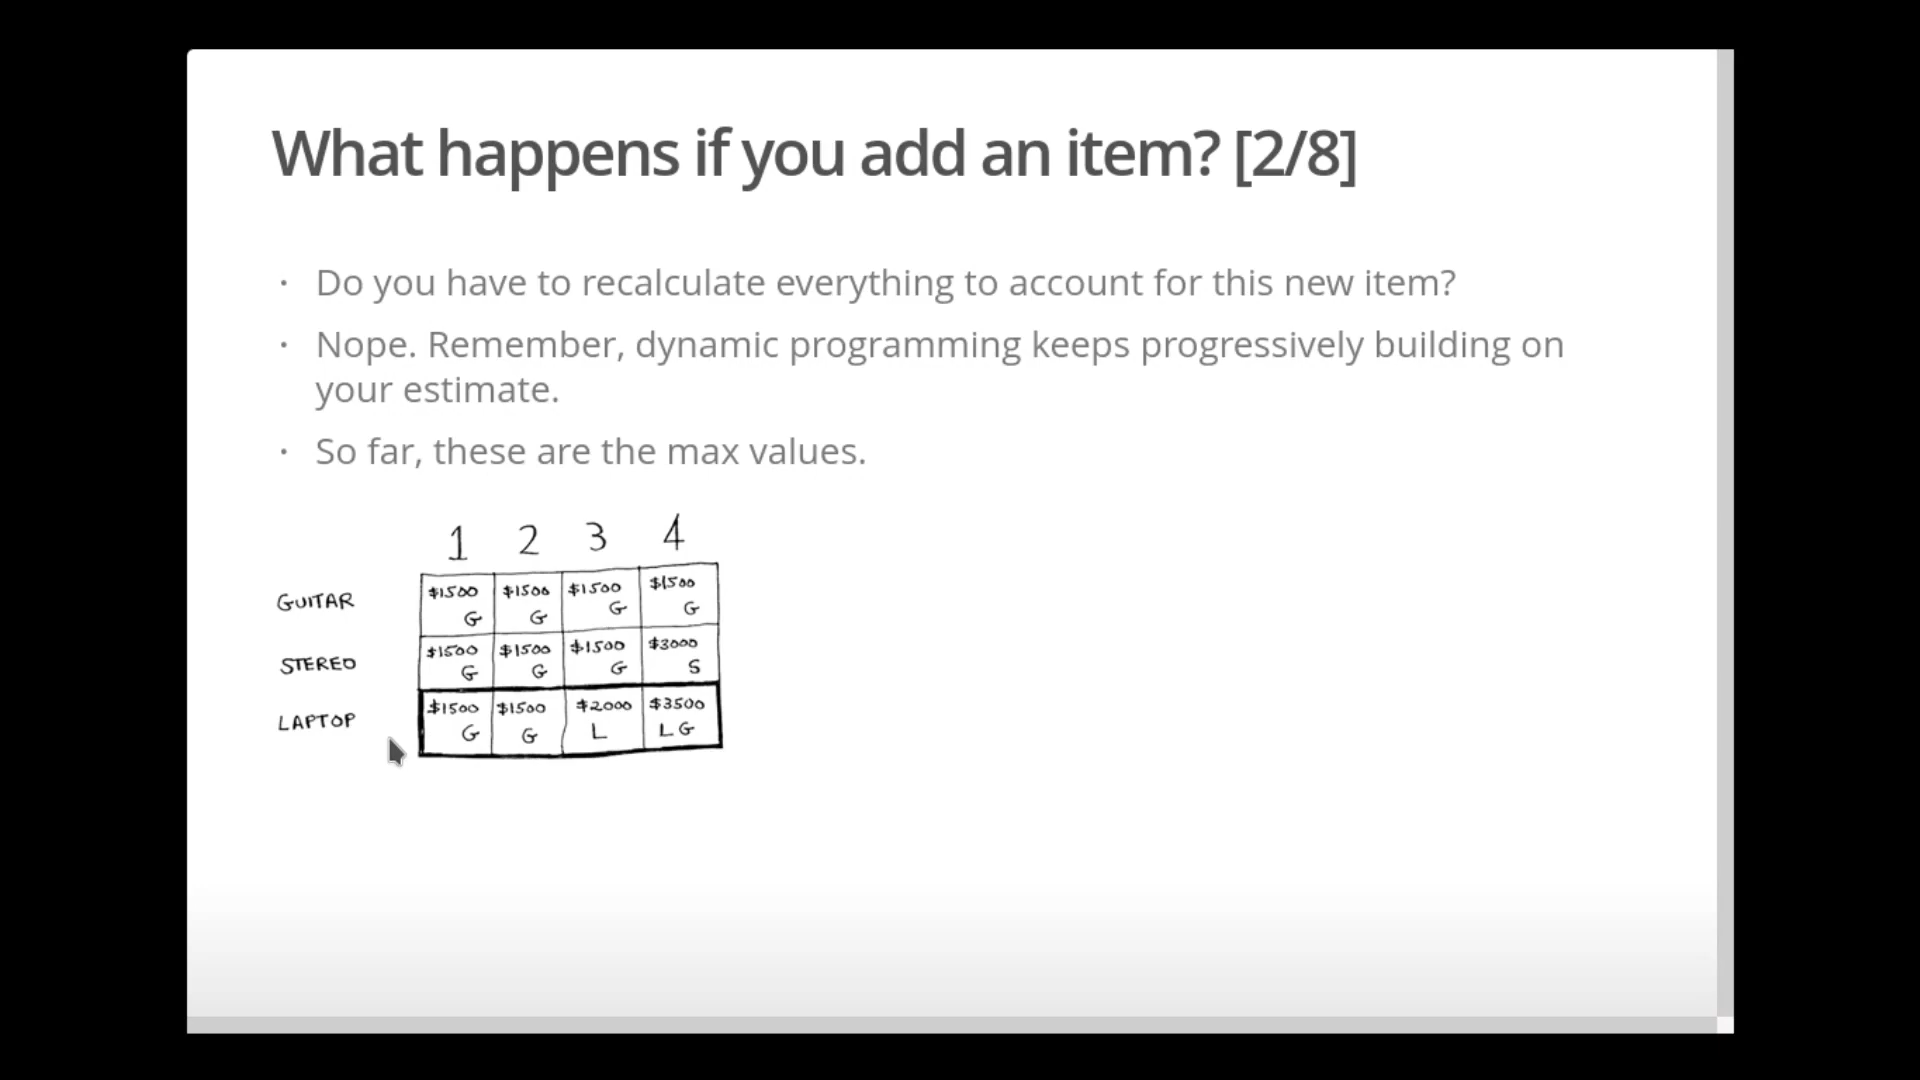 What happens if you add an item? [2/8]
· Do you have to recalculate everything to account for this new item?
· Nope. Remember, dynamic programming keeps progressively building on
your estimate.
· So far, these are the max values.
1 2 3 4
GUITAR $1500 G $1500 G $1500 G $1500 G
STEREO $1500 G $1500 G $1500 G $3000 S
LAPTOP $1500 G $1500 G $2000 L $3500 L G